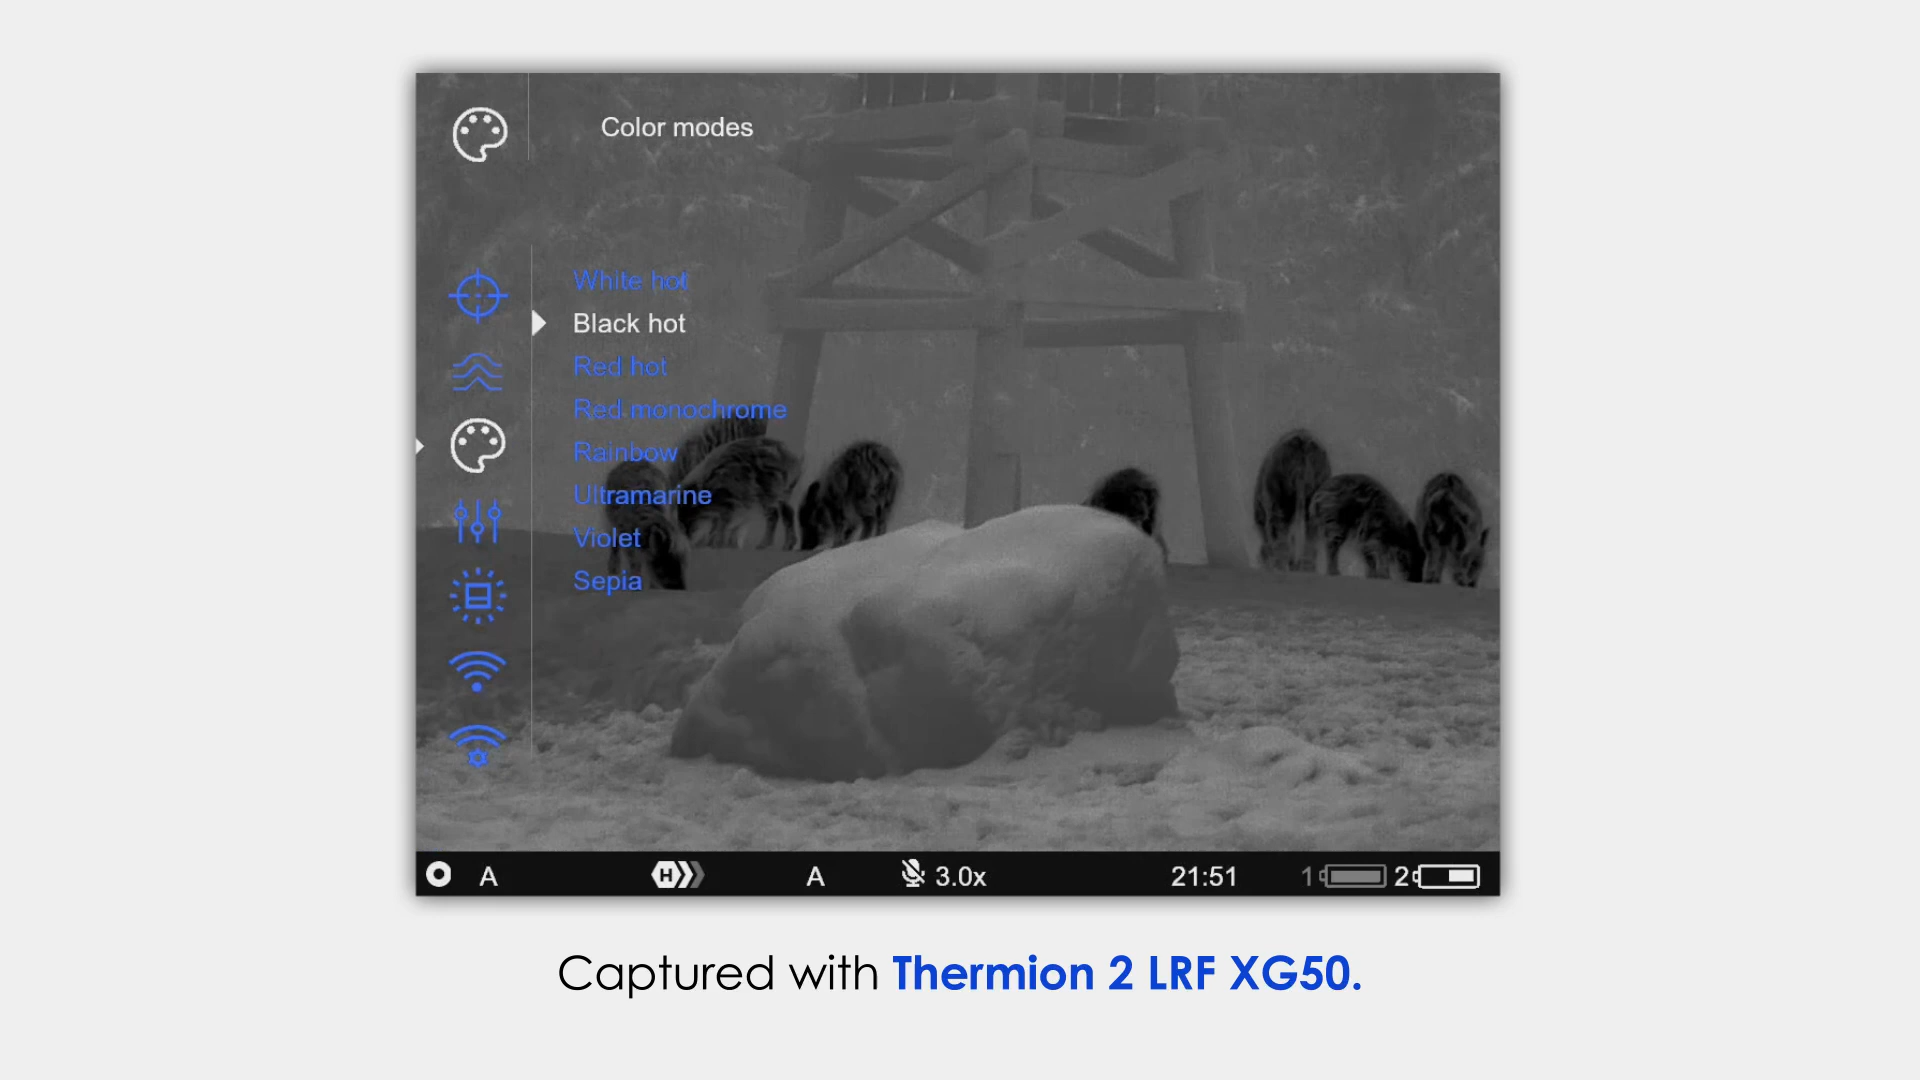 Color modes
White hot
Black hot
Red hot
Red monochrome
Rainbow
Ultramarine
Violet
Sepia
A H A 3.0x 21:51 1 2
Captured with Thermion 2 LRF XG50.